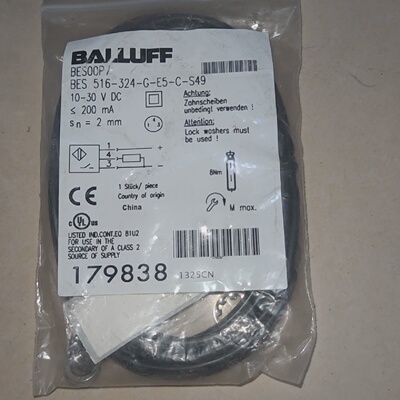 BALLUFF
BES00P7
BES 516-324-G-E5-C-S49
10-30 V DC
≤ 200 mA
sn = 2 mm
Achtung:
Zahnscheiben
unbedingt verwenden !
Attention:
Lock washers must
be used !
1
4
3
+
-
8Nm
M max.
CE
1 Stück/ piece
Country of origin
China
c UL us
LISTED IND.CONT.EQ 81U2
FOR USE IN THE
SECONDARY OF A CLASS 2
SOURCE OF SUPPLY
179838
1325CN